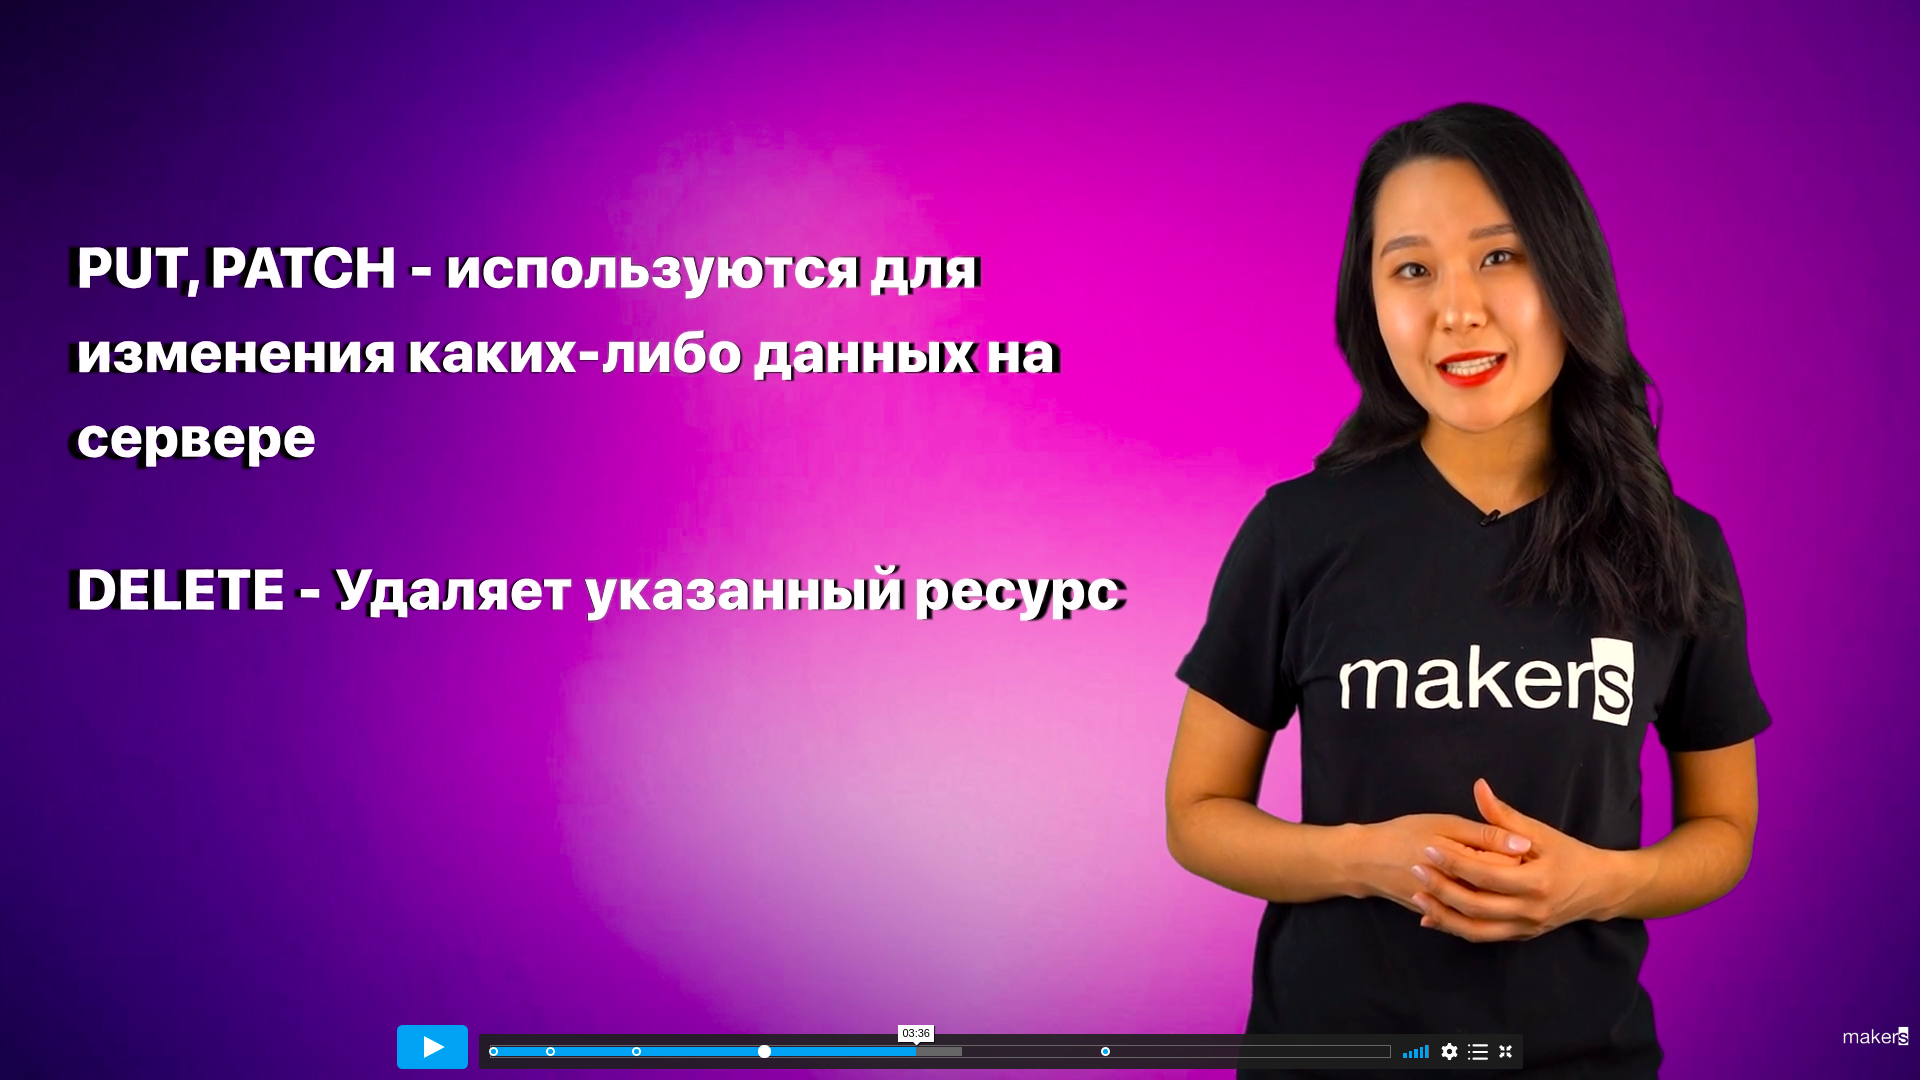 PUT, PATCH - используются для
изменения каких-либо данных на
сервере
DELETE - Удаляет указанный ресурс
makers
03:36
makers